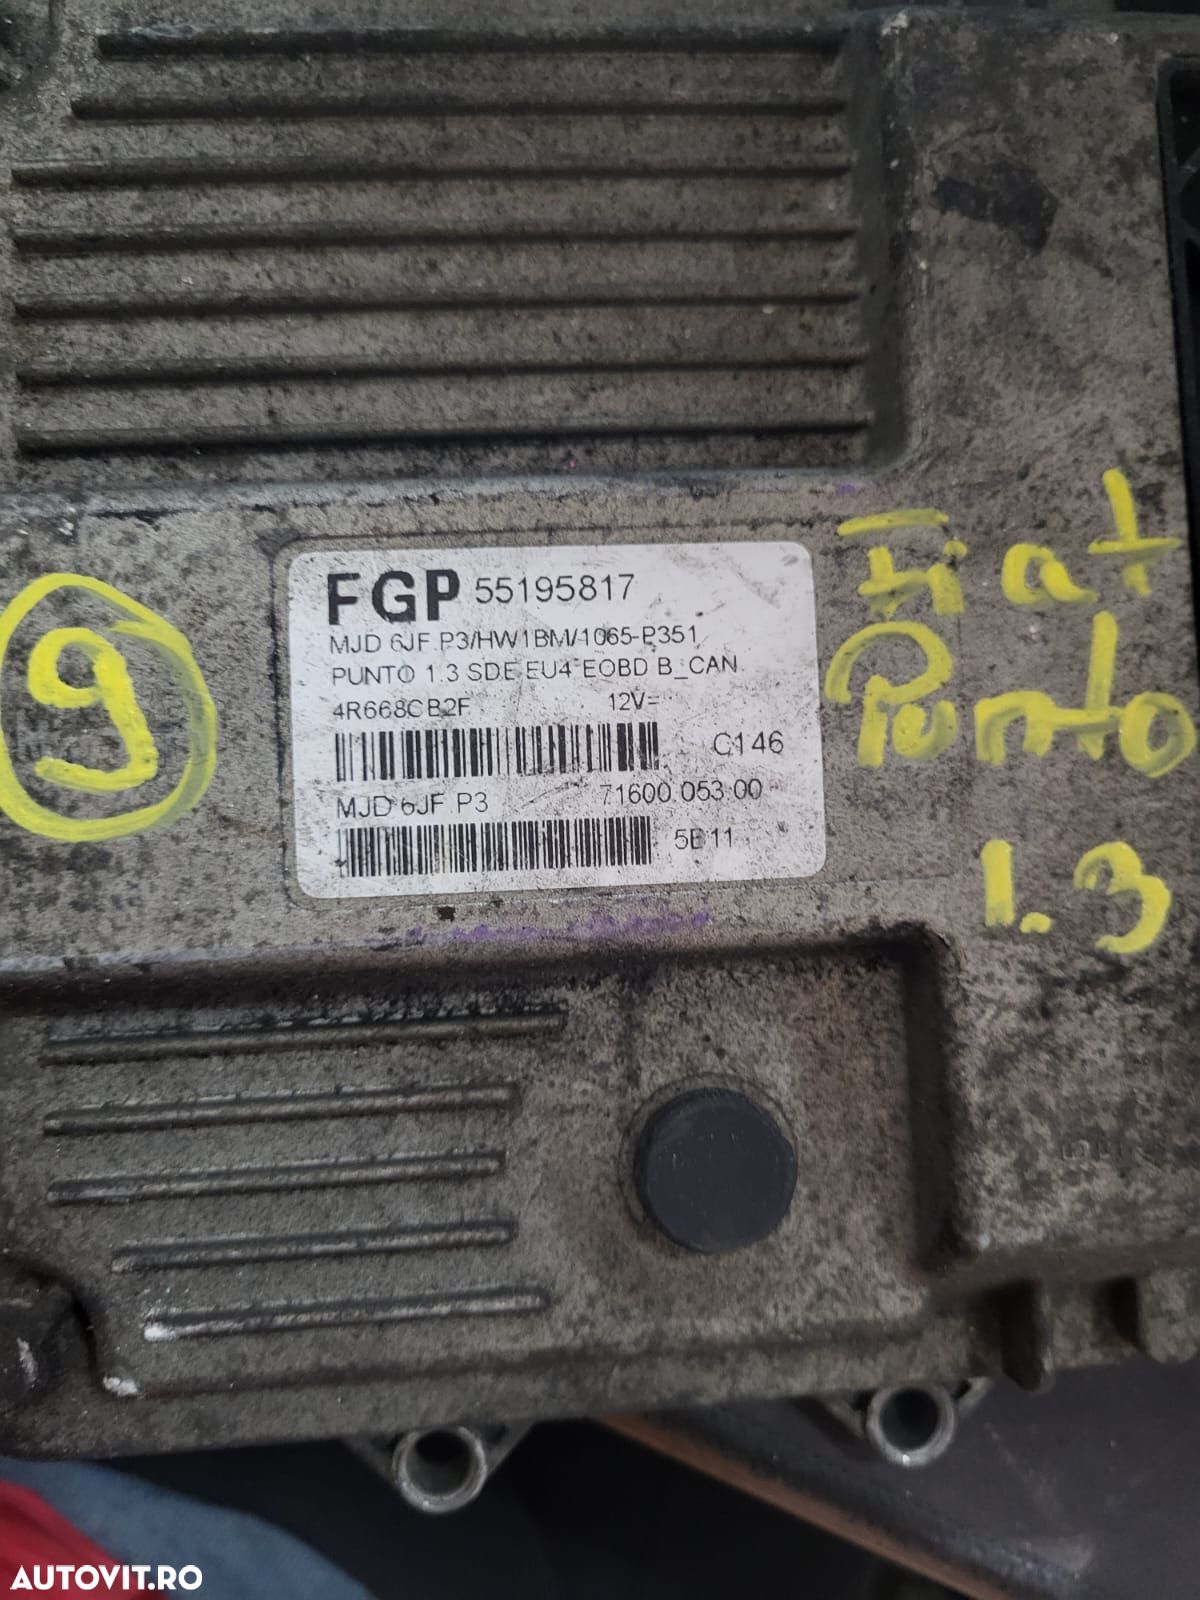 FGP 55195817
MJD 6JF P3/HW1BM/1065-P351
PUNTO 1.3 SDE EU4 EOBD B_CAN
4R668CB2F 12V=
C146
MJD 6JF P3 71600.053.00
5E11
9
Fiat
Punto
1.3
AUTOVIT.RO